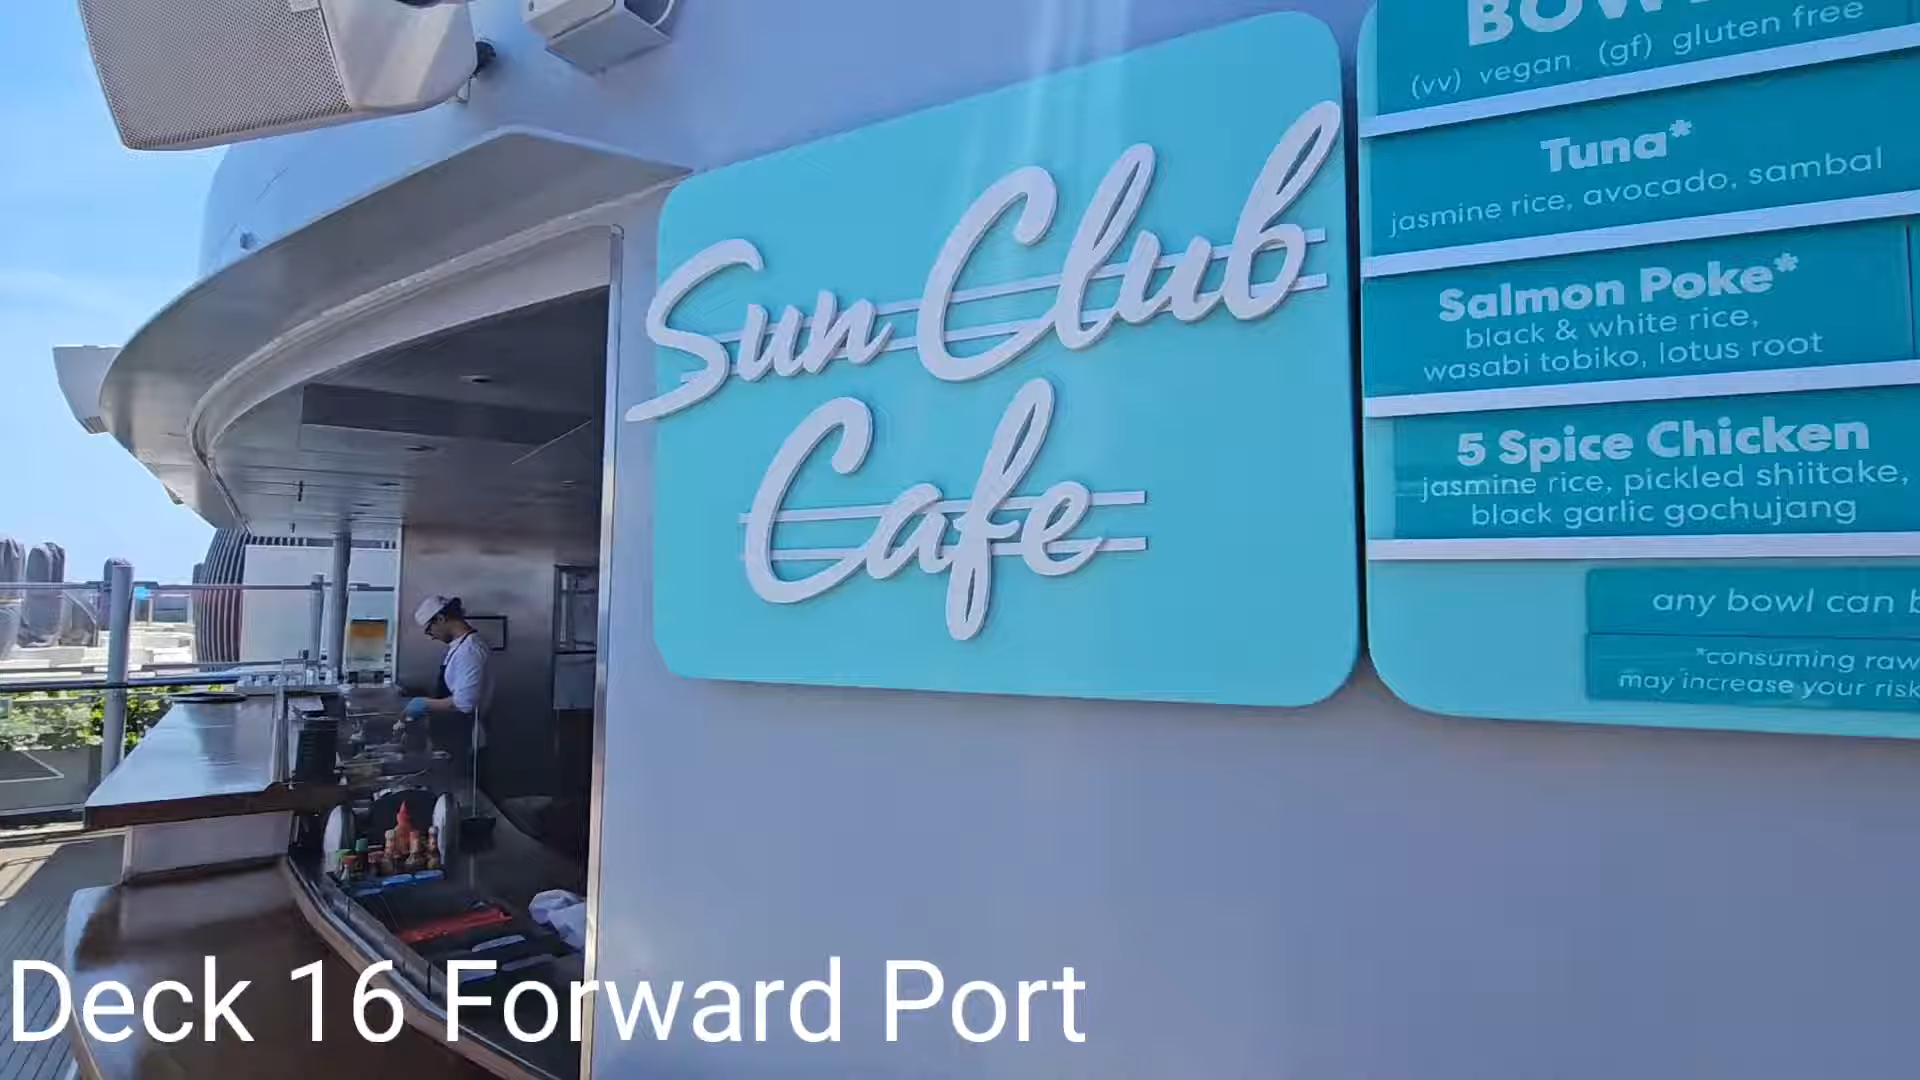 Sun Club
Cafe
(vv) vegan (gf) gluten free
Tuna*
jasmine rice, avocado, sambal
Salmon Poke*
black & white rice,
wasabi tobiko, lotus root
5 Spice Chicken
jasmine rice, pickled shiitake,
black garlic gochujang
any bowl can
*consuming raw
may increase your risk
Deck 16 Forward Port